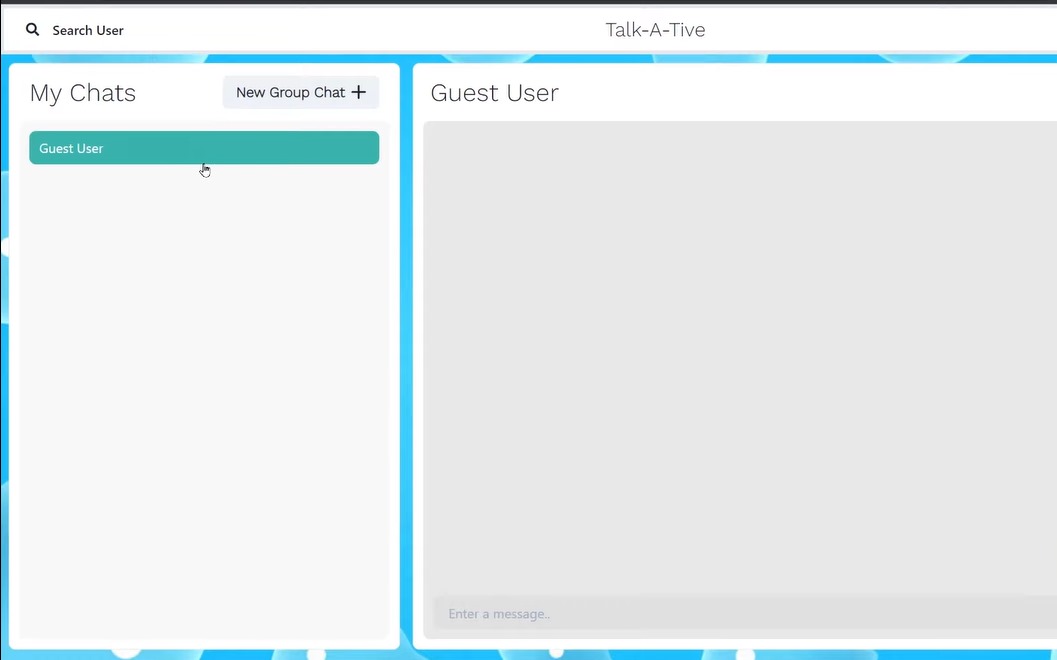 Search User
Talk-A-Tive
My Chats
New Group Chat +
Guest User
Guest User
Enter a message..